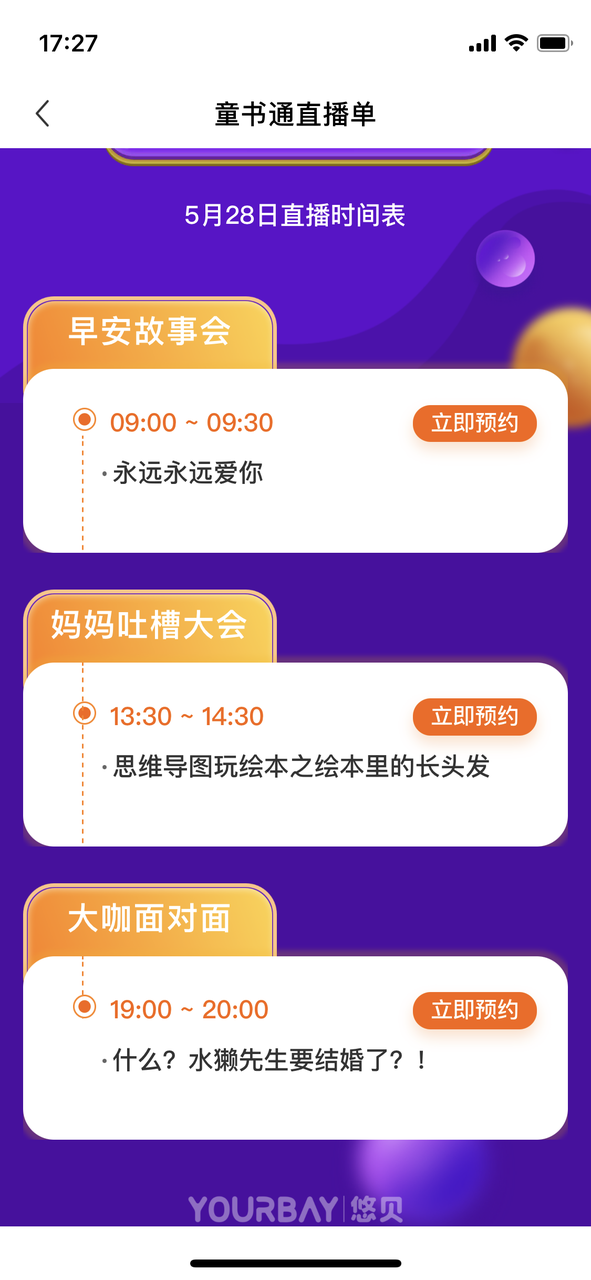 17:27
童书通直播单
5月28日直播时间表
早安故事会
09:00 ~ 09:30
立即预约
·永远永远爱你
妈妈吐槽大会
13:30 ~ 14:30
立即预约
·思维导图玩绘本之绘本里的长头发
大咖面对面
19:00 ~ 20:00
立即预约
·什么？水獭先生要结婚了？！
YOURBAY|悠贝